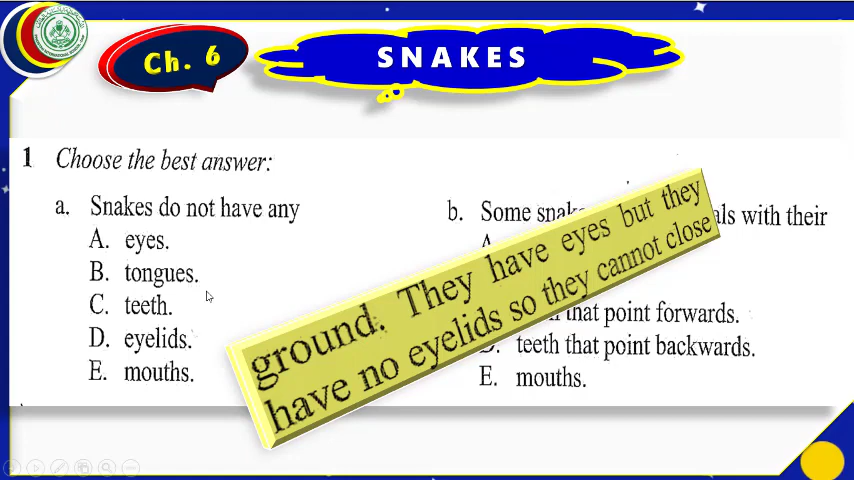 Ch. 6
SNAKES
1 Choose the best answer:
a. Snakes do not have any
A. eyes.
B. tongues.
C. teeth.
D. eyelids.
E. mouths.
b. Some als with their
that point forwards.
D. teeth that point backwards.
E. mouths.
ground. They have eyes but they
have no eyelids so they cannot close